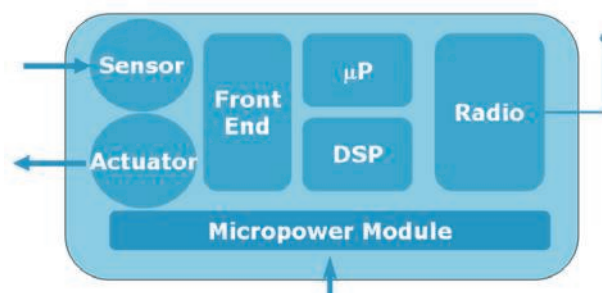 Sensor
Actuator
Front
End
μP
DSP
Radio
Micropower Module